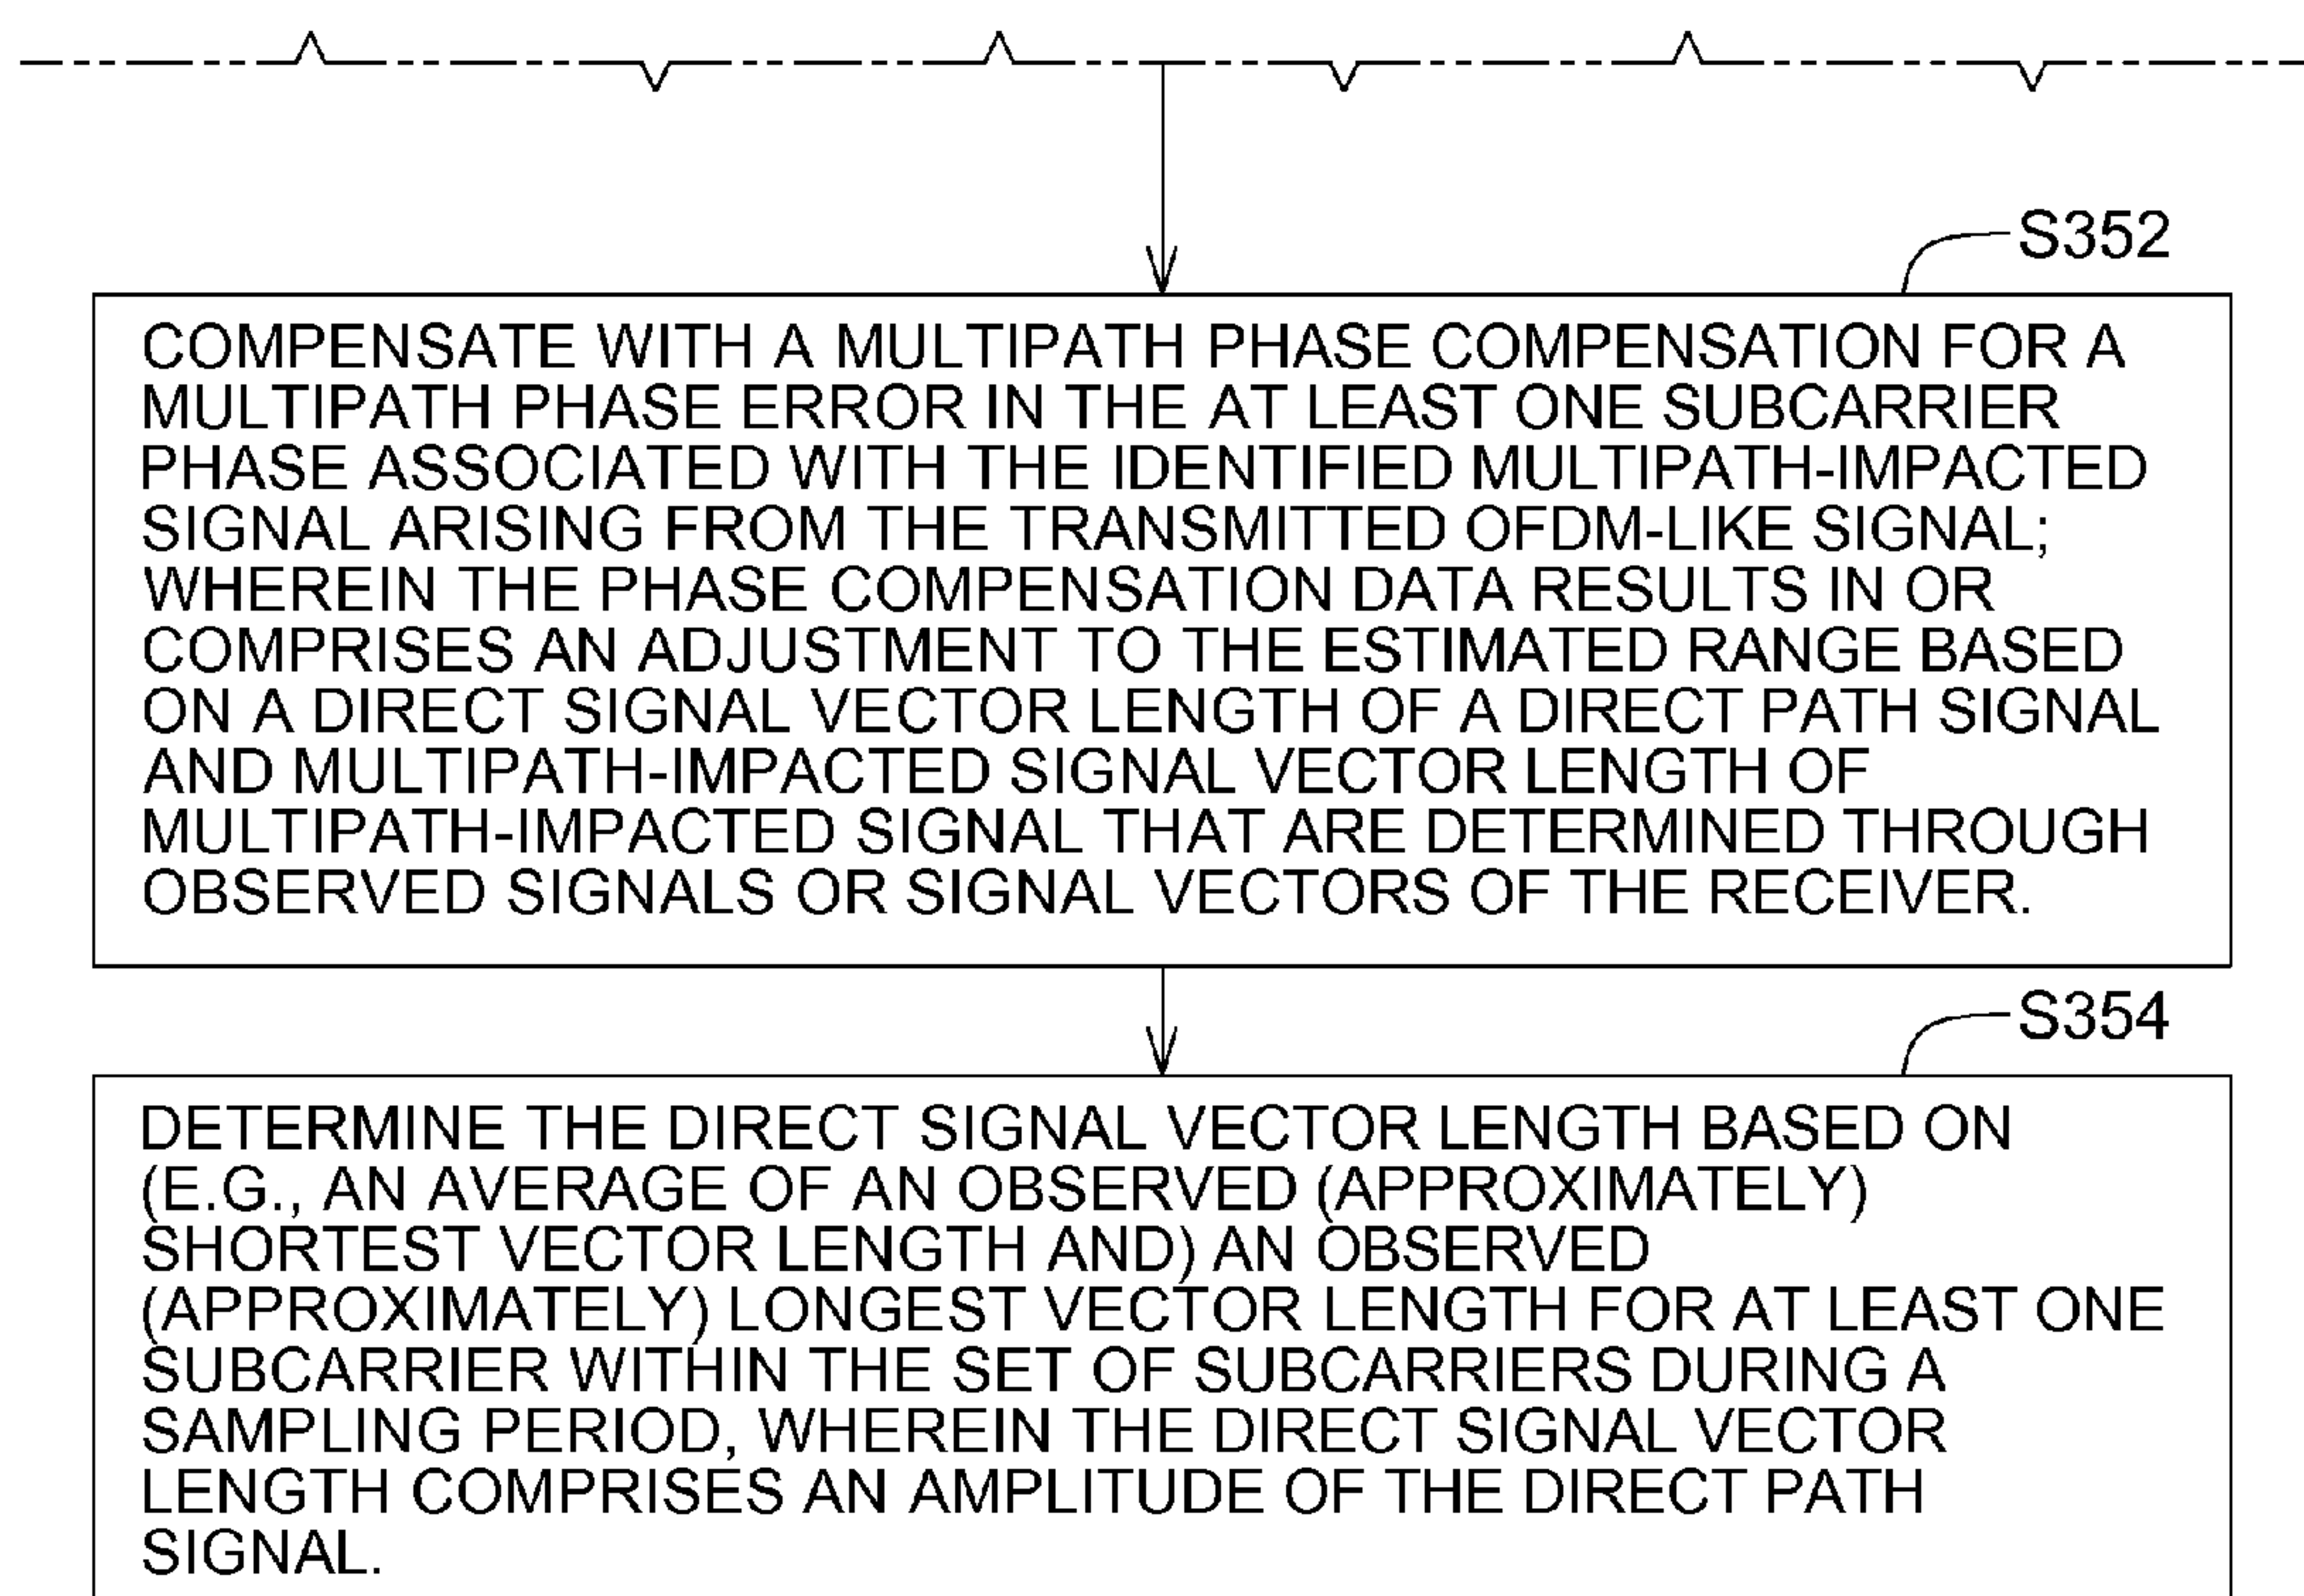 S352
COMPENSATE WITH A MULTIPATH PHASE COMPENSATION FOR A
MULTIPATH PHASE ERROR IN THE AT LEAST ONE SUBCARRIER
PHASE ASSOCIATED WITH THE IDENTIFIED MULTIPATH-IMPACTED
SIGNAL ARISING FROM THE TRANSMITTED OFDM-LIKE SIGNAL;
WHEREIN THE PHASE COMPENSATION DATA RESULTS IN OR
COMPRISES AN ADJUSTMENT TO THE ESTIMATED RANGE BASED
ON A DIRECT SIGNAL VECTOR LENGTH OF A DIRECT PATH SIGNAL
AND MULTIPATH-IMPACTED SIGNAL VECTOR LENGTH OF
MULTIPATH-IMPACTED SIGNAL THAT ARE DETERMINED THROUGH
OBSERVED SIGNALS OR SIGNAL VECTORS OF THE RECEIVER.
S354
DETERMINE THE DIRECT SIGNAL VECTOR LENGTH BASED ON
(E.G., AN AVERAGE OF AN OBSERVED (APPROXIMATELY)
SHORTEST VECTOR LENGTH AND) AN OBSERVED
(APPROXIMATELY) LONGEST VECTOR LENGTH FOR AT LEAST ONE
SUBCARRIER WITHIN THE SET OF SUBCARRIERS DURING A
SAMPLING PERIOD, WHEREIN THE DIRECT SIGNAL VECTOR
LENGTH COMPRISES AN AMPLITUDE OF THE DIRECT PATH
SIGNAL.